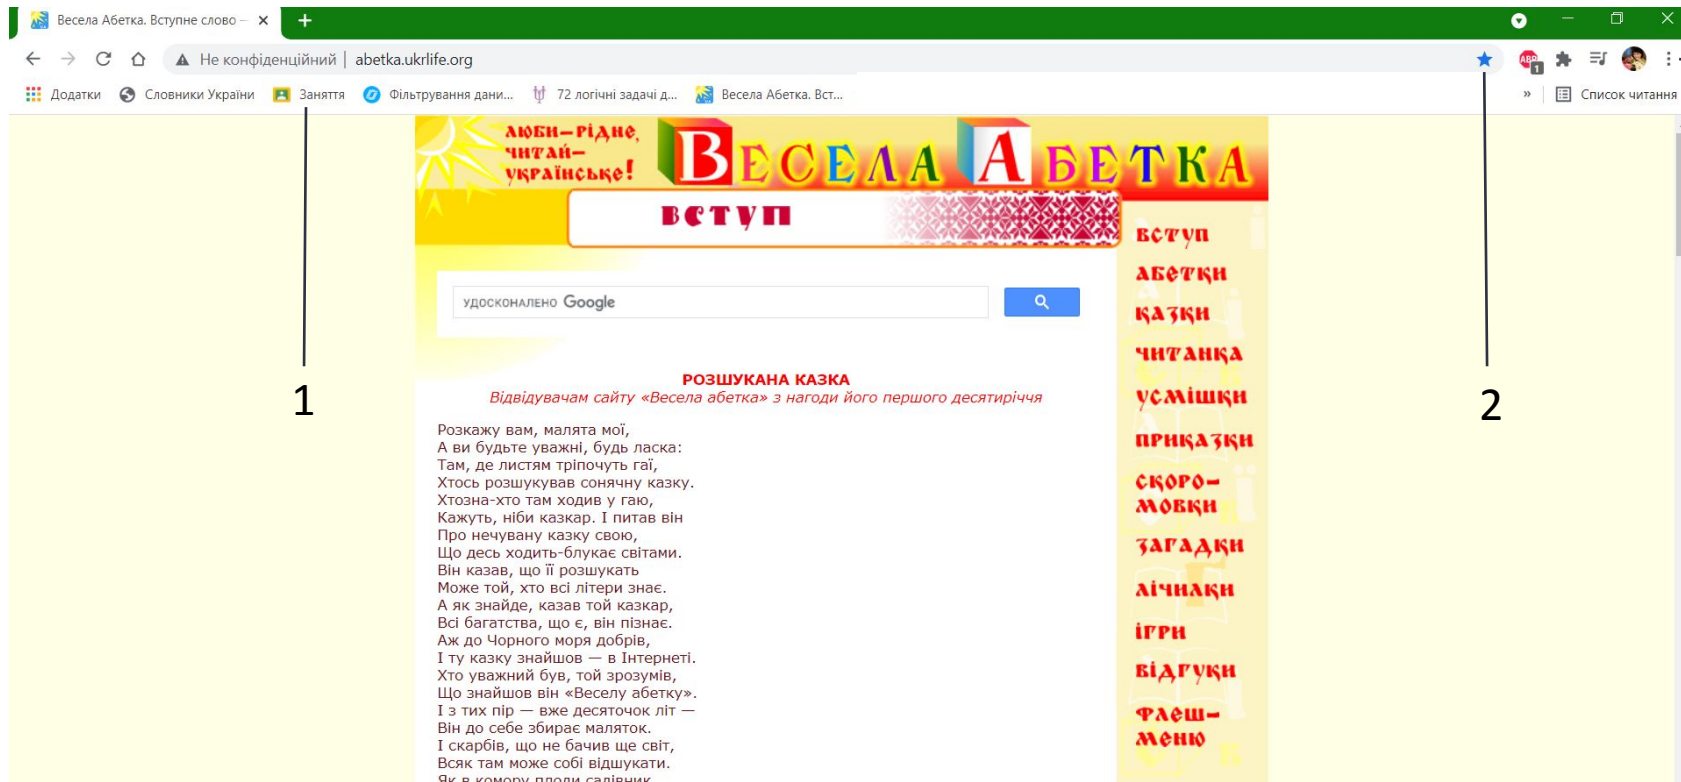 Весела Абетка. Вступне слово –
Не конфіденційний | abetka.ukrlife.org
ABP 1
Додатки Словники України Заняття Фільтрування дани... 72 логічні задачі д... Весела Абетка. Вст... » Список читання
люби-рідне,
читай-
українське!
Весела Абетка
вступ
удосконалено Google
РОЗШУКАНА КАЗКА
Відвідувачам сайту «Весела абетка» з нагоди його першого десятиріччя
Розкажу вам, малята мої,
А ви будьте уважні, будь ласка:
Там, де листям тріпочуть гаї,
Хтось розшукував сонячну казку.
Хтозна-хто там ходив у гаю,
Кажуть, ніби казкар. І питав він
Про нечувану казку свою,
Що десь ходить-блукає світами.
Він казав, що її розшукать
Може той, хто всі літери знає.
А як знайде, казав той казкар,
Всі багатства, що є, він пізнає.
Аж до Чорного моря добрів,
І ту казку знайшов — в Інтернеті.
Хто уважний був, той зрозумів,
Що знайшов він «Веселу абетку».
І з тих пір — вже десяточок літ —
Він до себе збирає маляток.
І скарбів, що не бачив ще світ,
Всяк там може собі відшукати.
Як в комору плоди садівник
вступ
абетки
казки
читанка
усмішки
приказки
скоро-
мовки
загадки
лічилки
ігри
відгуки
флеш-
меню
1
2